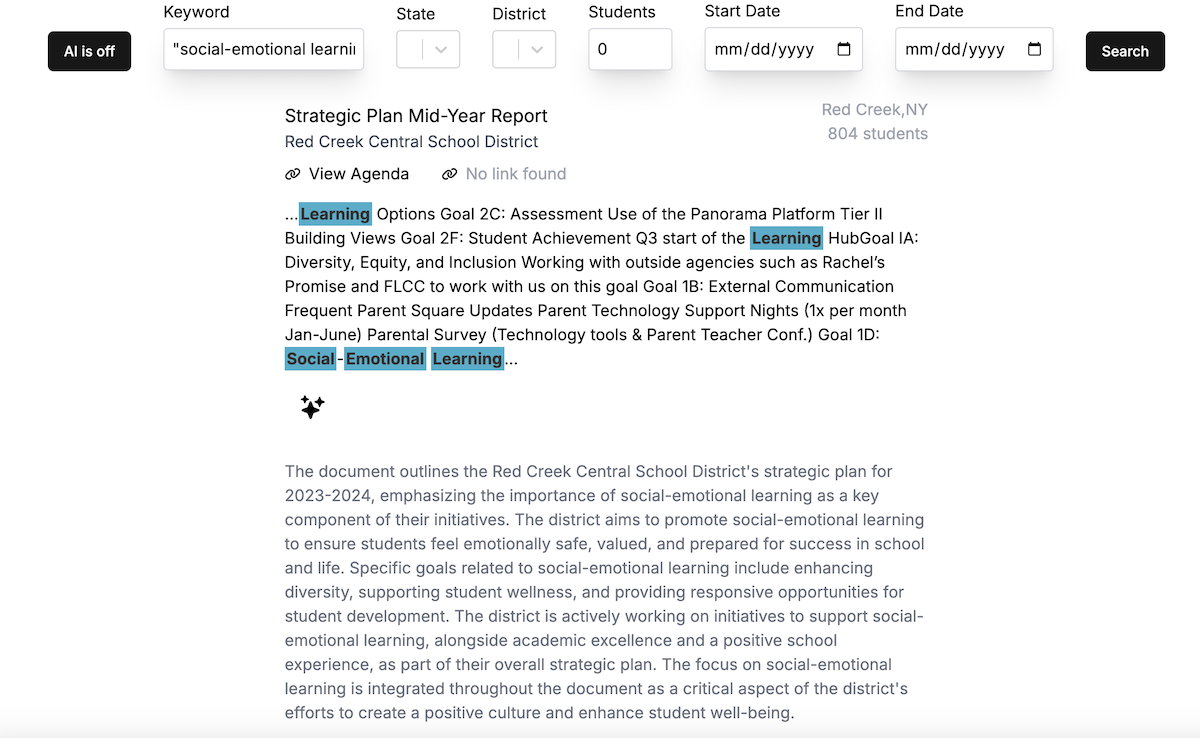 Keyword
State
District
Students
Start Date
End Date
AI is off
"social-emotional learnin
0
mm/dd/yyyy
mm/dd/yyyy
Search
Strategic Plan Mid-Year Report
Red Creek,NY
Red Creek Central School District
804 students
View Agenda
No link found
...Learning Options Goal 2C: Assessment Use of the Panorama Platform Tier II
Building Views Goal 2F: Student Achievement Q3 start of the Learning HubGoal IA:
Diversity, Equity, and Inclusion Working with outside agencies such as Rachel’s
Promise and FLCC to work with us on this goal Goal 1B: External Communication
Frequent Parent Square Updates Parent Technology Support Nights (1x per month
Jan-June) Parental Survey (Technology tools & Parent Teacher Conf.) Goal 1D:
Social-Emotional Learning...
The document outlines the Red Creek Central School District's strategic plan for
2023-2024, emphasizing the importance of social-emotional learning as a key
component of their initiatives. The district aims to promote social-emotional learning
to ensure students feel emotionally safe, valued, and prepared for success in school
and life. Specific goals related to social-emotional learning include enhancing
diversity, supporting student wellness, and providing responsive opportunities for
student development. The district is actively working on initiatives to support social-
emotional learning, alongside academic excellence and a positive school
experience, as part of their overall strategic plan. The focus on social-emotional
learning is integrated throughout the document as a critical aspect of the district's
efforts to create a positive culture and enhance student well-being.